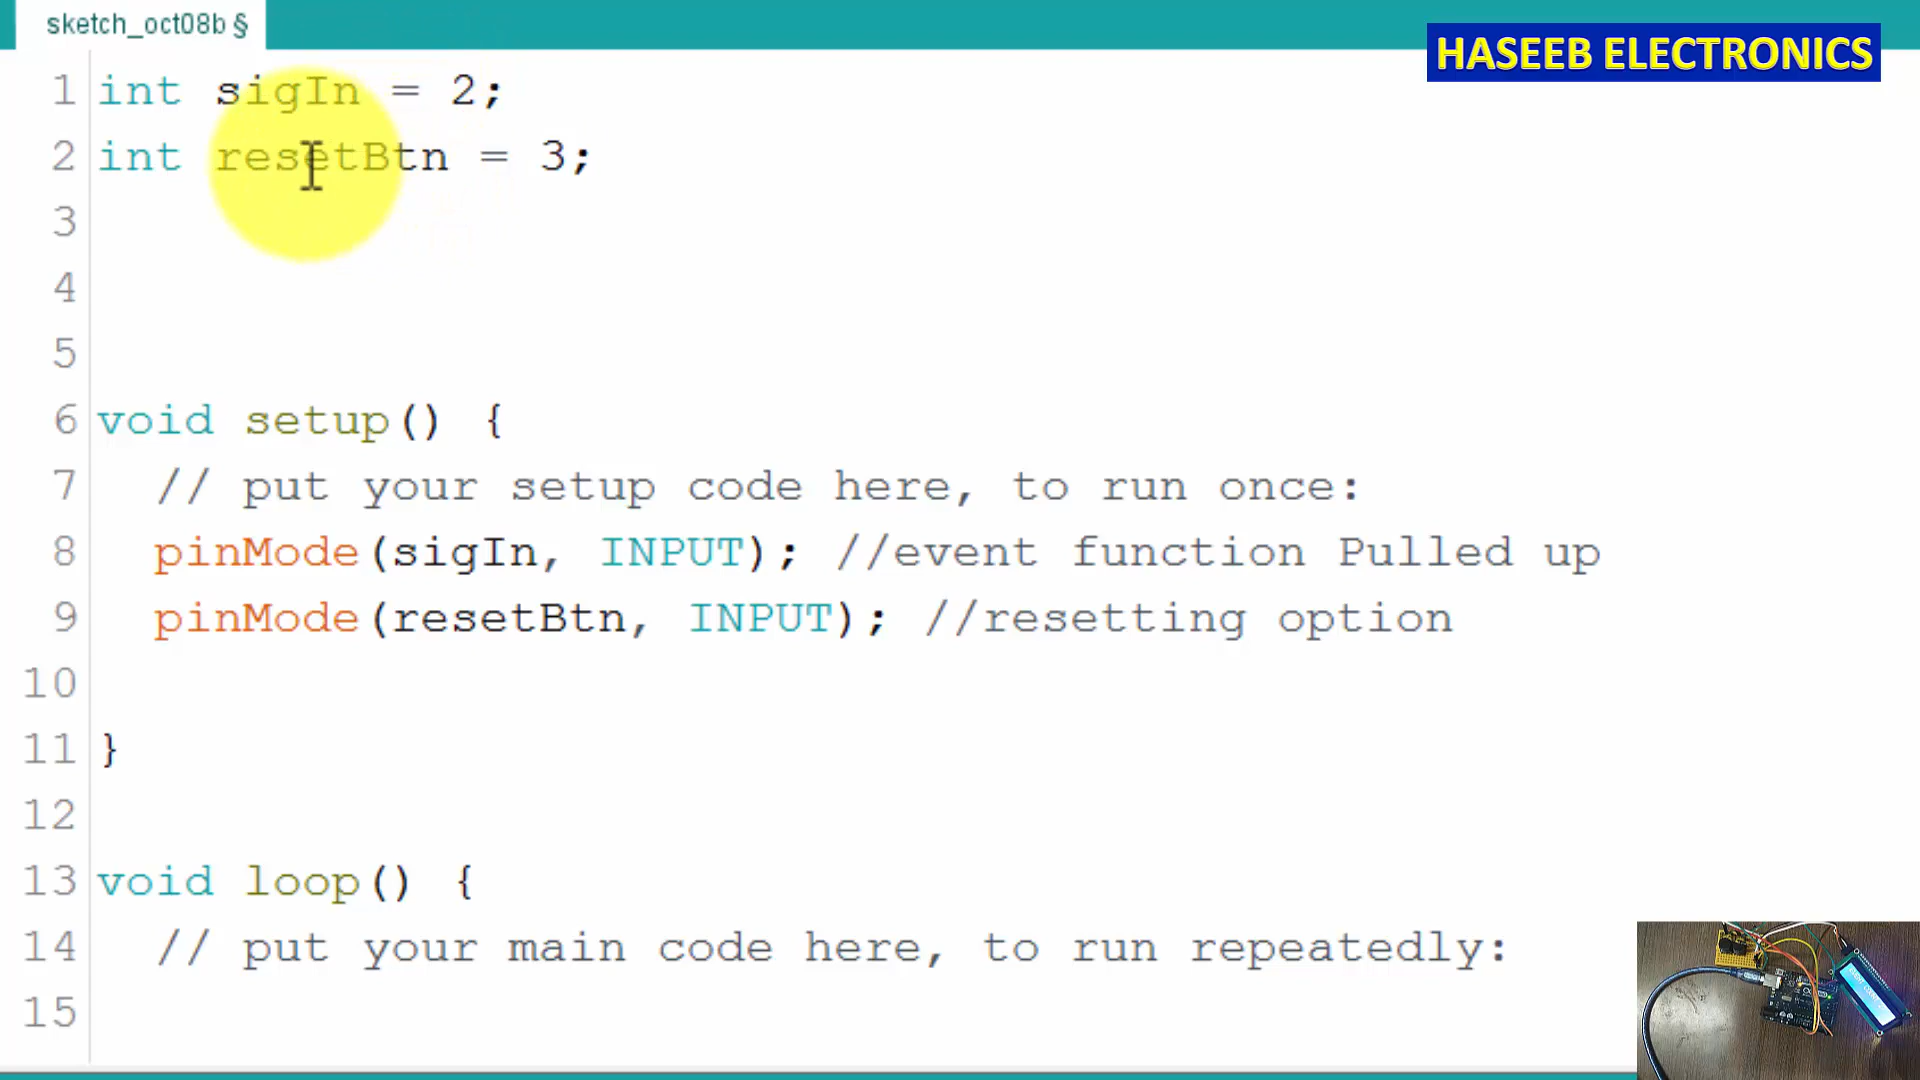 sketch_oct08b §
HASEEB ELECTRONICS
1 int sigIn = 2;
2 int resetBtn = 3;
3
4
5
6 void setup() {
7 // put your setup code here, to run once:
8 pinMode(sigIn, INPUT); //event function Pulled up
9 pinMode(resetBtn, INPUT); //resetting option
10
11 }
12
13 void loop() {
14 // put your main code here, to run repeatedly:
15